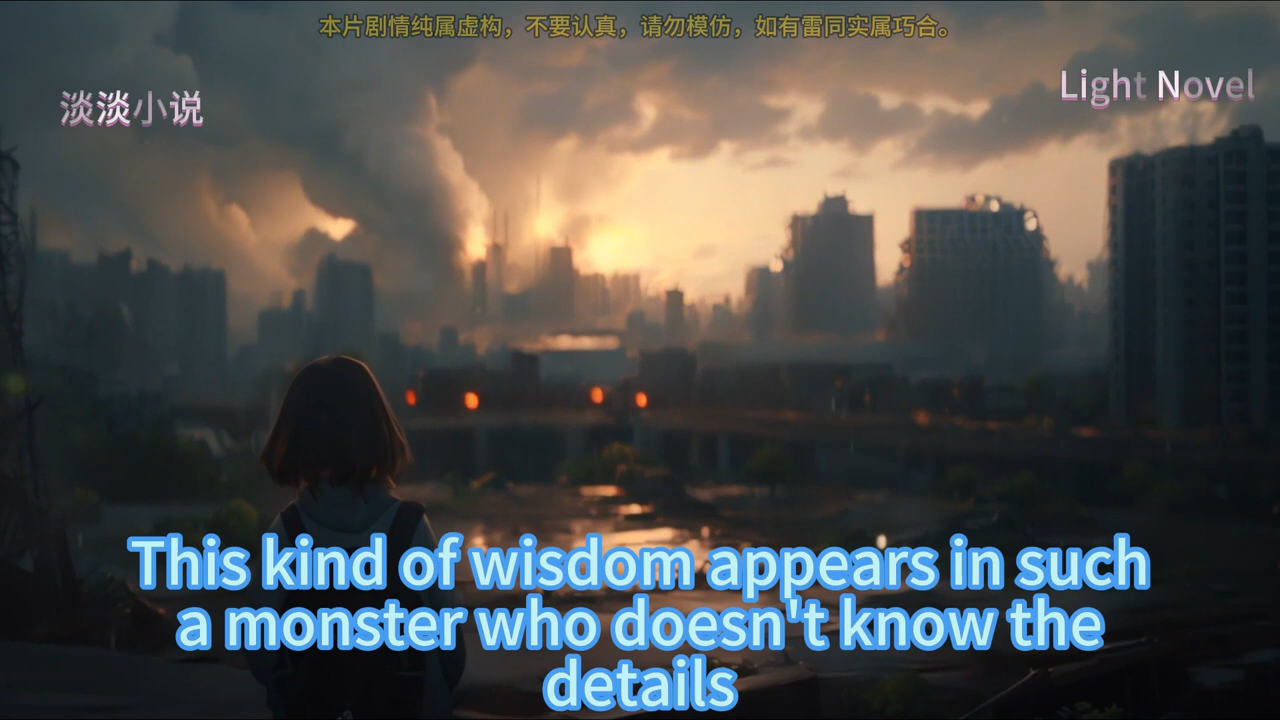 本片剧情纯属虚构，不要认真，请勿模仿，如有雷同实属巧合。
淡淡小说
Light Novel
This kind of wisdom appears in such
a monster who doesn't know the
details